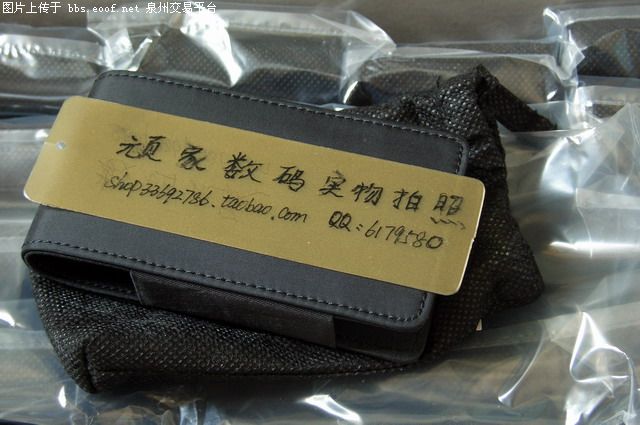 图片上传于 bbs.eoof.net 泉州交易平台
顽家数码实物拍照
shop33692786.taobao.com QQ:6179580